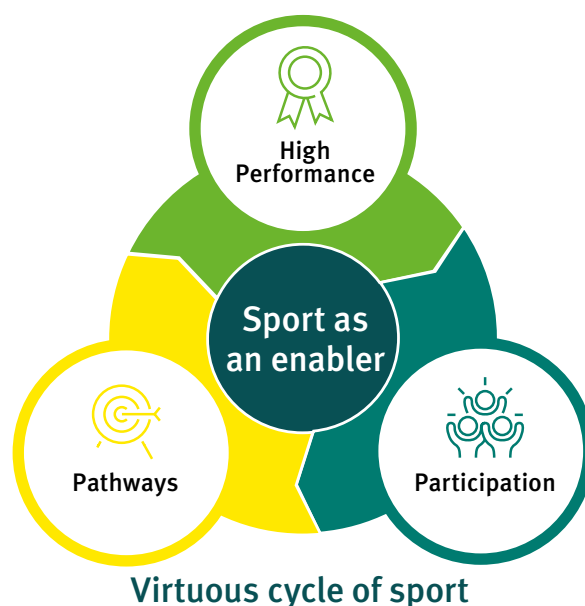 High
Performance
Sport as
an enabler
Pathways
Participation
Virtuous cycle of sport